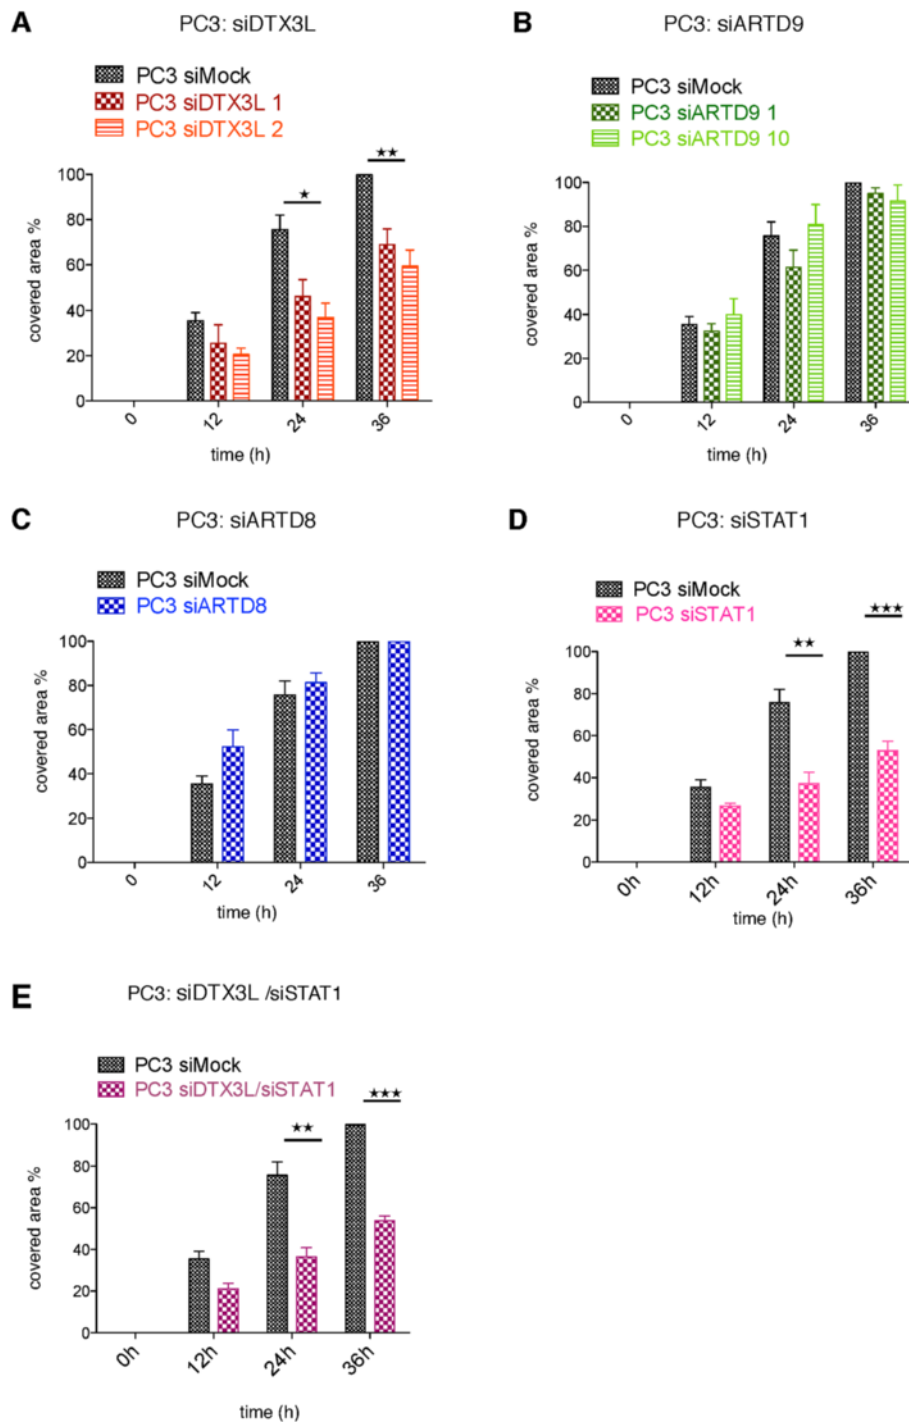 A
PC3: siDTX3L
PC3 siMock
PC3 siDTX3L 1
PC3 siDTX3L 2
★
★★
100
80
60
40
20
0
covered area %
0
12
24
36
time (h)
B
PC3: siARTD9
PC3 siMock
PC3 siARTD9 1
PC3 siARTD9 10
100
80
60
40
20
0
covered area %
0
12
24
36
time (h)
C
PC3: siARTD8
PC3 siMock
PC3 siARTD8
100
80
60
40
20
0
covered area %
0
12
24
36
time (h)
D
PC3: siSTAT1
PC3 siMock
PC3 siSTAT1
★★
★★★
100
80
60
40
20
0
covered area %
0h
12h
24h
36h
time (h)
E
PC3: siDTX3L /siSTAT1
PC3 siMock
PC3 siDTX3L/siSTAT1
★★
★★★
100
80
60
40
20
0
covered area %
0h
12h
24h
36h
time (h)